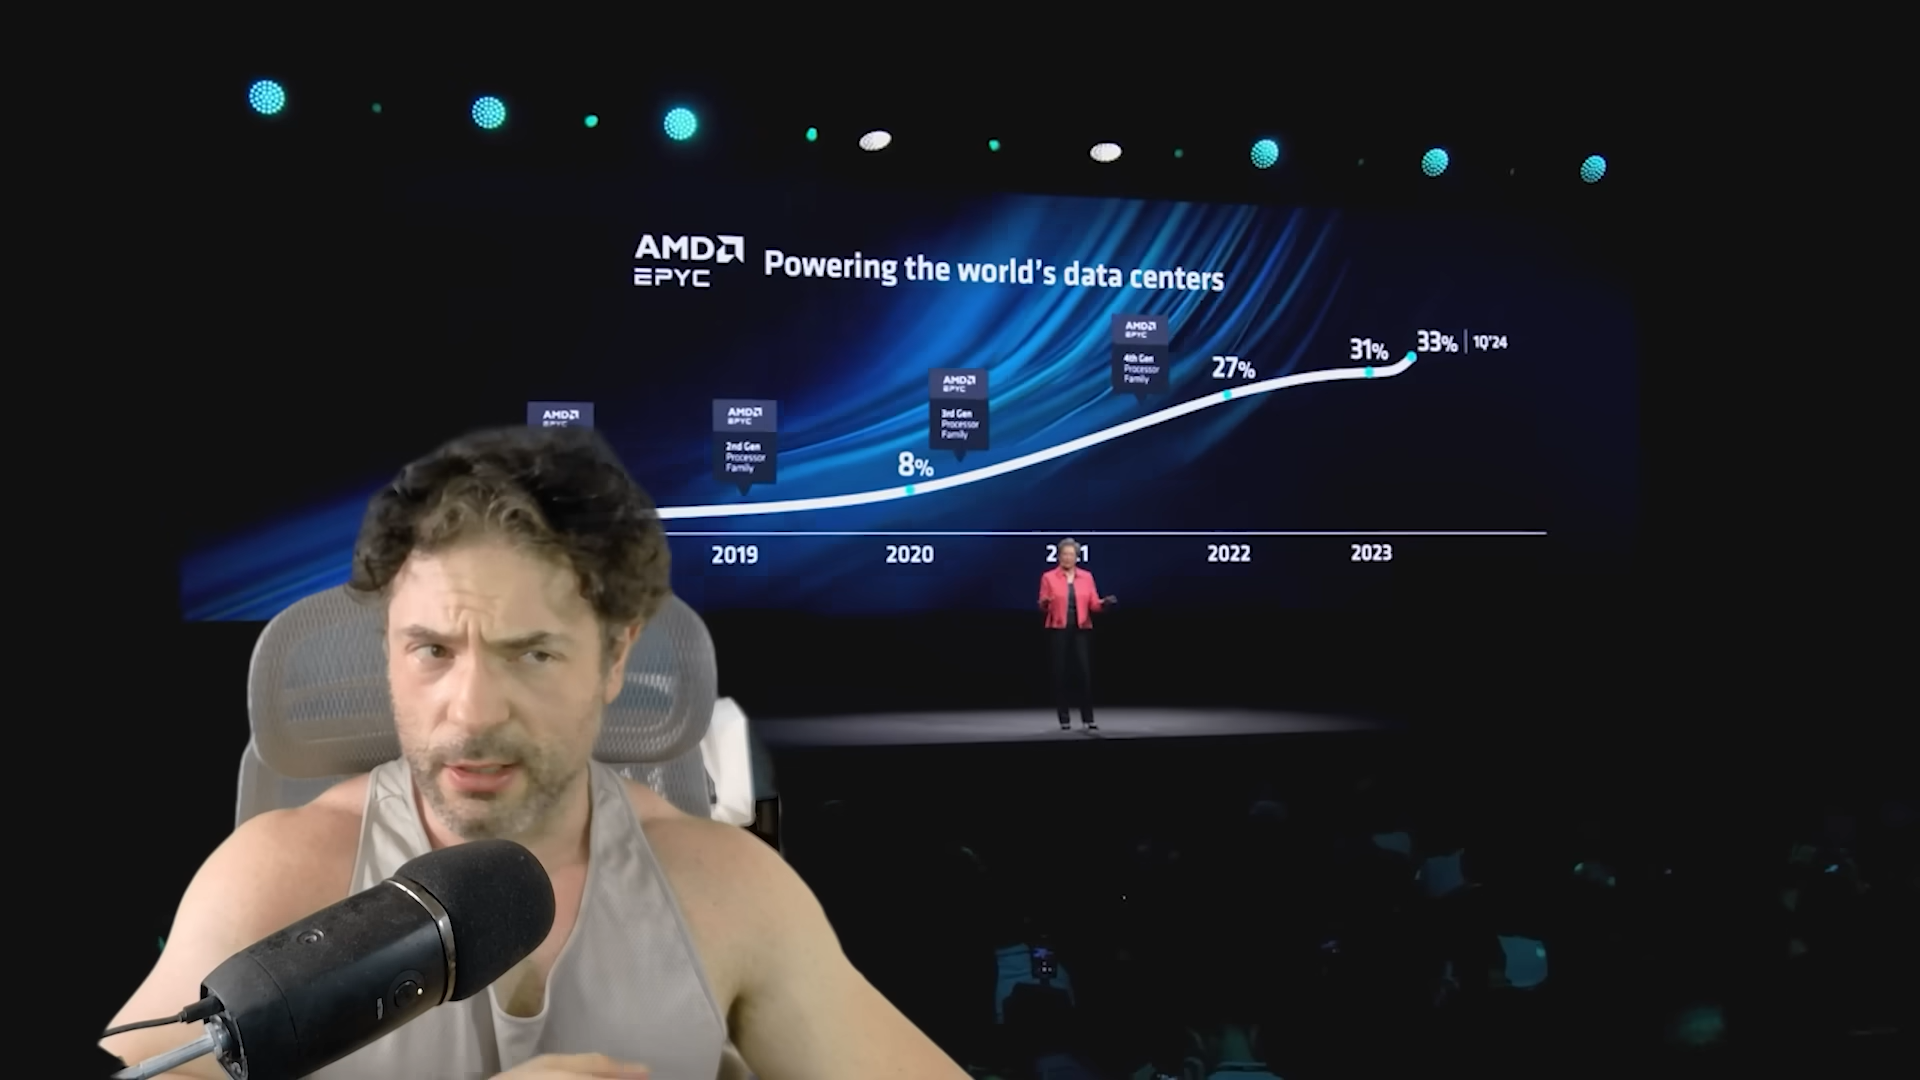 AMD
EPYC
Powering the world's data centers
AMD
EPYC
4th Gen
Processor
Family
33% | 1Q'24
31%
27%
AMD
EPYC
3rd Gen
Processor
Family
AMD
EPYC
2nd Gen
Processor
Family
AMD
EPYC
8%
2019
2020
2022
2023